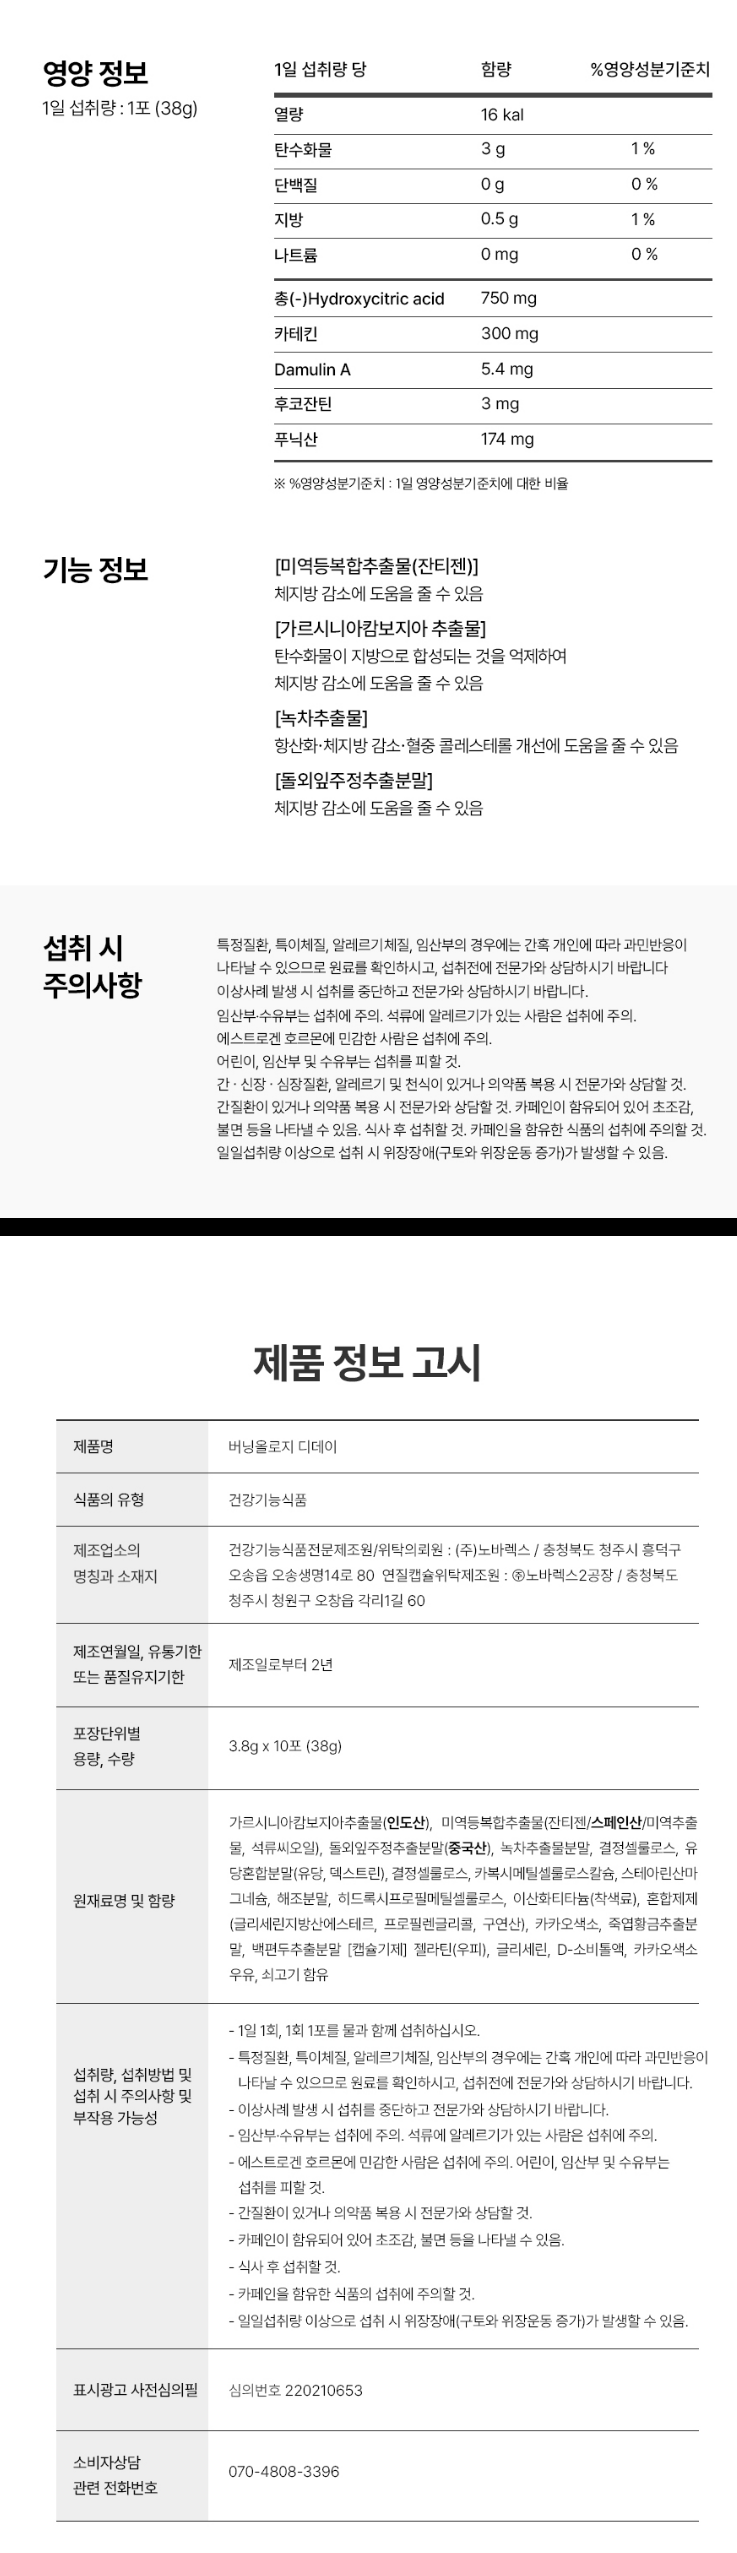 영양 정보
1일 섭취량 : 1포 (38g)
1일 섭취량 당 함량 %영양성분기준치
열량 16 kal
탄수화물 3 g 1 %
단백질 0 g 0 %
지방 0.5 g 1 %
나트륨 0 mg 0 %
총(-)Hydroxycitric acid 750 mg
카테킨 300 mg
Damulin A 5.4 mg
후코잔틴 3 mg
푸닉산 174 mg
※ %영양성분기준치 : 1일 영양성분기준치에 대한 비율
기능 정보
[미역등복합추출물(잔티젠)]
체지방 감소에 도움을 줄 수 있음
[가르시니아캄보지아 추출물]
탄수화물이 지방으로 합성되는 것을 억제하여
체지방 감소에 도움을 줄 수 있음
[녹차추출물]
항산화·체지방 감소·혈중 콜레스테롤 개선에 도움을 줄 수 있음
[돌외잎주정추출분말]
체지방 감소에 도움을 줄 수 있음
섭취 시
주의사항
특정질환, 특이체질, 알레르기체질, 임산부의 경우에는 간혹 개인에 따라 과민반응이
나타날 수 있으므로 원료를 확인하시고, 섭취전에 전문가와 상담하시기 바랍니다
이상사례 발생 시 섭취를 중단하고 전문가와 상담하시기 바랍니다.
임산부·수유부는 섭취에 주의. 석류에 알레르기가 있는 사람은 섭취에 주의.
에스트로겐 호르몬에 민감한 사람은 섭취에 주의.
어린이, 임산부 및 수유부는 섭취를 피할 것.
간 · 신장 · 심장질환, 알레르기 및 천식이 있거나 의약품 복용 시 전문가와 상담할 것.
간질환이 있거나 의약품 복용 시 전문가와 상담할 것. 카페인이 함유되어 있어 초조감,
불면 등을 나타낼 수 있음. 식사 후 섭취할 것. 카페인을 함유한 식품의 섭취에 주의할 것.
일일섭취량 이상으로 섭취 시 위장장애(구토와 위장운동 증가)가 발생할 수 있음.
제품 정보 고시
제품명 버닝올로지 디데이
식품의 유형 건강기능식품
제조업소의
명칭과 소재지
건강기능식품전문제조원/위탁의뢰원 : (주)노바렉스 / 충청북도 청주시 흥덕구
오송읍 오송생명14로 80 연질캡슐위탁제조원 : ㈜노바렉스2공장 / 충청북도
청주시 청원구 오창읍 각리1길 60
제조연월일, 유통기한
또는 품질유지기한
제조일로부터 2년
포장단위별
용량, 수량
3.8g x 10포 (38g)
원재료명 및 함량
가르시니아캄보지아추출물(인도산), 미역등복합추출물(잔티젠/스페인산/미역추출
물, 석류씨오일), 돌외잎주정추출분말(중국산), 녹차추출물분말, 결정셀룰로스, 유
당혼합분말(유당, 덱스트린), 결정셀룰로스, 카복시메틸셀룰로스칼슘, 스테아린산마
그네슘, 해조분말, 히드록시프로필메틸셀룰로스, 이산화티타늄(착색료), 혼합제제
(글리세린지방산에스테르, 프로필렌글리콜, 구연산), 카카오색소, 죽엽황금추출분
말, 백편두추출분말 [캡슐기제] 젤라틴(우피), 글리세린, D-소비톨액, 카카오색소
우유, 쇠고기 함유
섭취량, 섭취방법 및
섭취 시 주의사항 및
부작용 가능성
- 1일 1회, 1회 1포를 물과 함께 섭취하십시오.
- 특정질환, 특이체질, 알레르기체질, 임산부의 경우에는 간혹 개인에 따라 과민반응이
나타날 수 있으므로 원료를 확인하시고, 섭취전에 전문가와 상담하시기 바랍니다.
- 이상사례 발생 시 섭취를 중단하고 전문가와 상담하시기 바랍니다.
- 임산부·수유부는 섭취에 주의. 석류에 알레르기가 있는 사람은 섭취에 주의.
- 에스트로겐 호르몬에 민감한 사람은 섭취에 주의. 어린이, 임산부 및 수유부는
섭취를 피할 것.
- 간질환이 있거나 의약품 복용 시 전문가와 상담할 것.
- 카페인이 함유되어 있어 초조감, 불면 등을 나타낼 수 있음.
- 식사 후 섭취할 것.
- 카페인을 함유한 식품의 섭취에 주의할 것.
- 일일섭취량 이상으로 섭취 시 위장장애(구토와 위장운동 증가)가 발생할 수 있음.
표시광고 사전심의필 심의번호 220210653
소비자상담
관련 전화번호
070-4808-3396